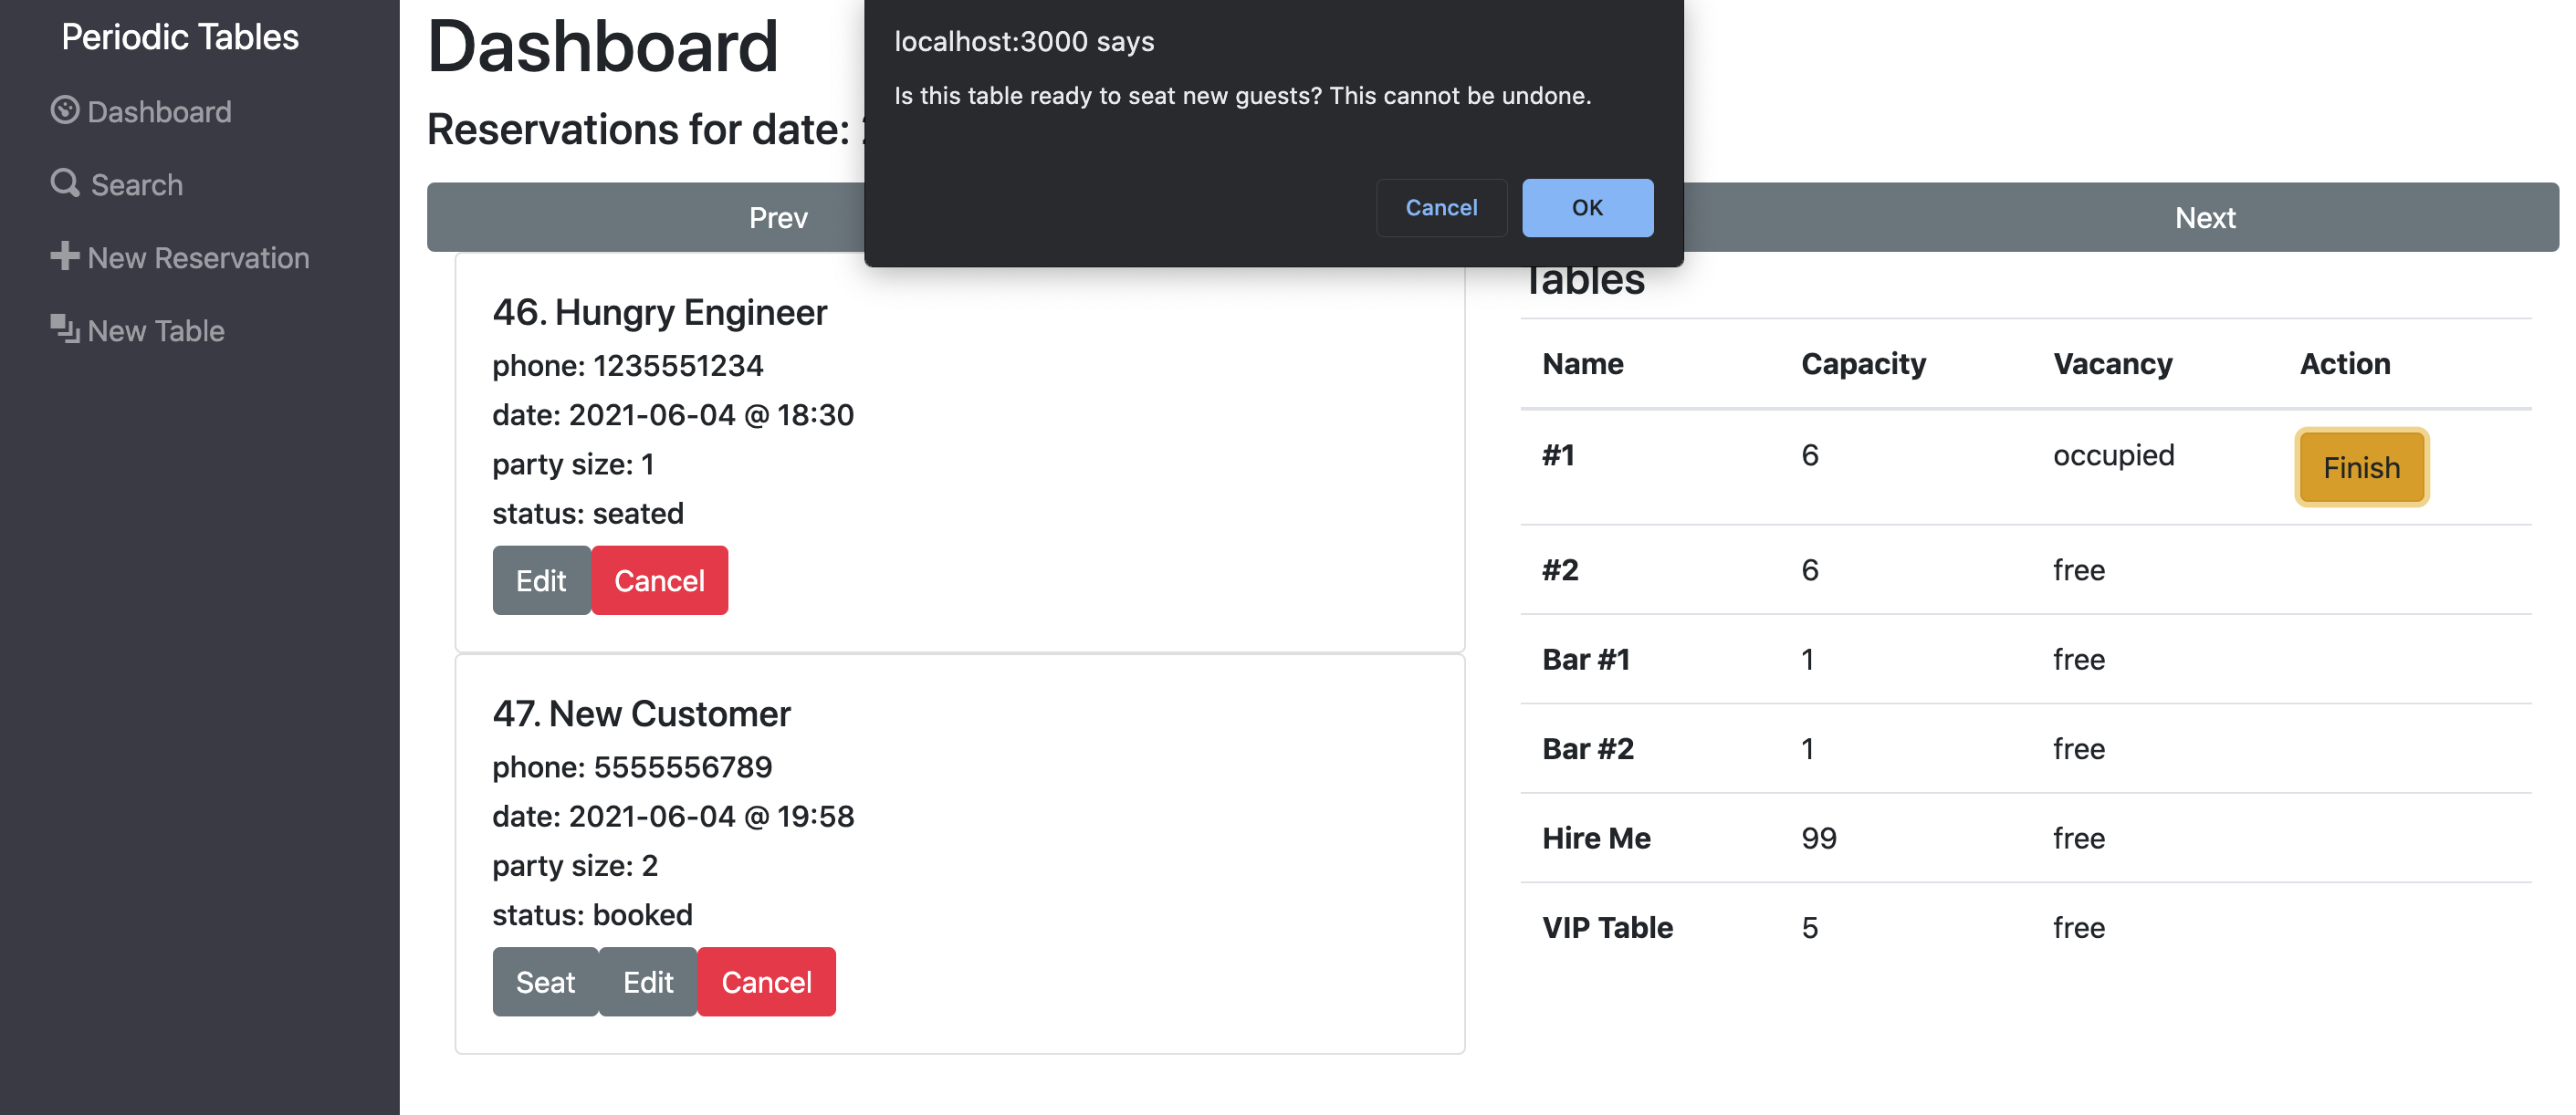 Periodic Tables
Dashboard
Search
New Reservation
New Table
Dashboard
Reservations for date:
localhost:3000 says
Is this table ready to seat new guests? This cannot be undone.
Cancel
OK
Prev
Next
46. Hungry Engineer
phone: 1235551234
date: 2021-06-04 @ 18:30
party size: 1
status: seated
Edit Cancel
47. New Customer
phone: 5555556789
date: 2021-06-04 @ 19:58
party size: 2
status: booked
Seat Edit Cancel
Tables
Name Capacity Vacancy Action
#1 6 occupied Finish
#2 6 free
Bar #1 1 free
Bar #2 1 free
Hire Me 99 free
VIP Table 5 free